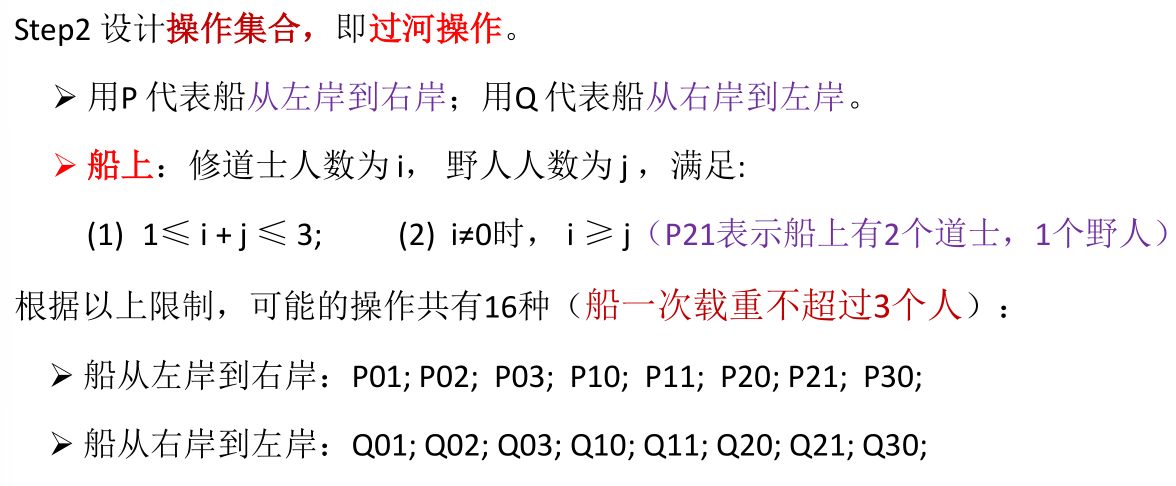 Step2 设计操作集合，即过河操作。
➢ 用P 代表船从左岸到右岸；用Q 代表船从右岸到左岸。
➢ 船上：修道士人数为 i， 野人人数为 j ，满足:
(1) 1≤ i + j ≤ 3; (2) i≠0时， i ≥ j（P21表示船上有2个道士，1个野人）
根据以上限制，可能的操作共有16种（船一次载重不超过3个人）：
➢ 船从左岸到右岸：P01; P02; P03; P10; P11; P20; P21; P30;
➢ 船从右岸到左岸：Q01; Q02; Q03; Q10; Q11; Q20; Q21; Q30;